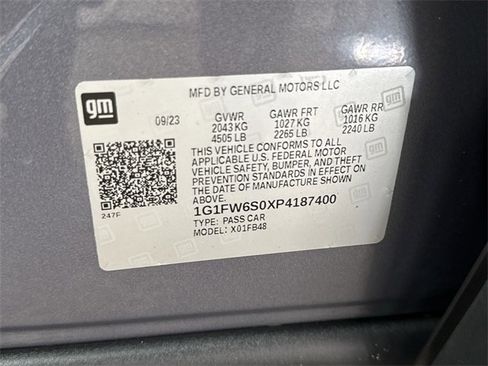 gm
MFD BY GENERAL MOTORS LLC
09/23 GVWR GAWR FRT GAWR RR
2043 KG 1027 KG 1016 KG
4505 LB 2265 LB 2240 LB
THIS VEHICLE CONFORMS TO ALL
APPLICABLE U.S. FEDERAL MOTOR
VEHICLE SAFETY, BUMPER, AND THEFT
PREVENTION STANDARDS IN EFFECT ON
THE DATE OF MANUFACTURE SHOWN
ABOVE.
247F
1G1FW6S0XP4187400
TYPE: PASS CAR
MODEL: X01FB48